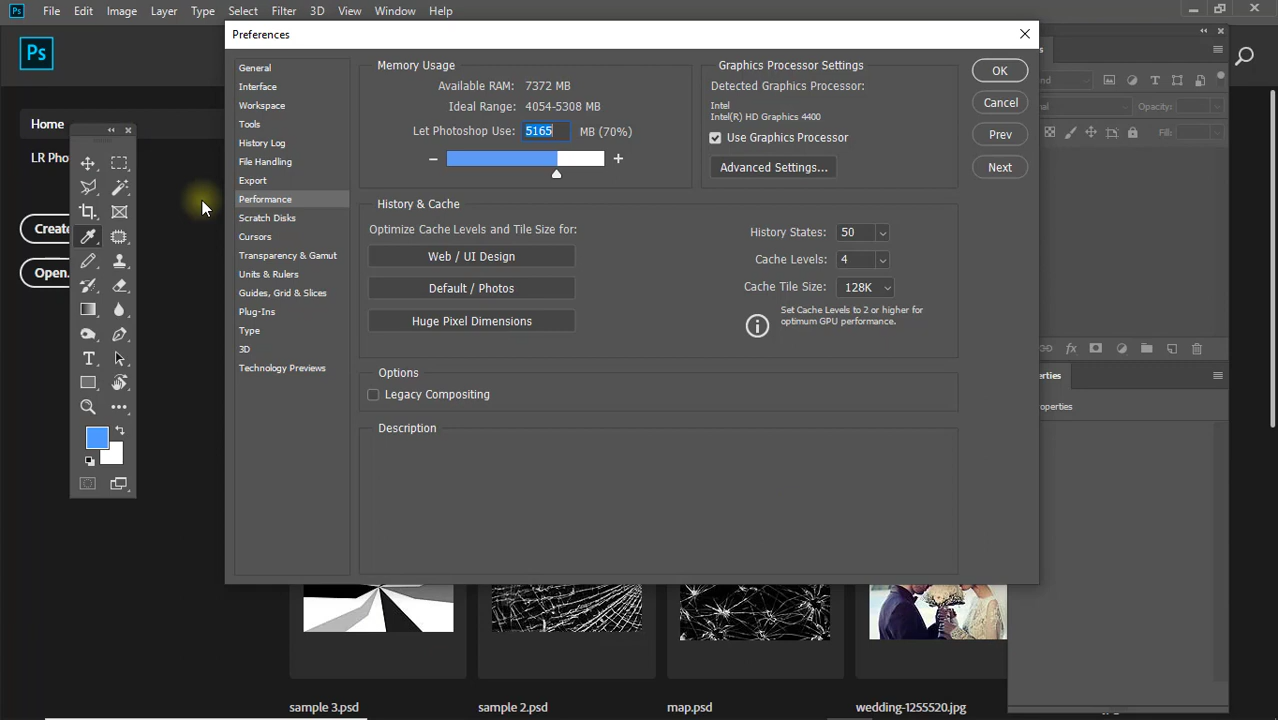 Ps File Edit Image Layer Type Select Filter 3D View Window Help
Preferences
Ps
Home
LR Pho
Create
Open.
General
Interface
Workspace
Tools
History Log
File Handling
Export
Performance
Scratch Disks
Cursors
Transparency & Gamut
Units & Rulers
Guides, Grid & Slices
Plug-Ins
Type
3D
Technology Previews
Memory Usage
Available RAM: 7372 MB
Ideal Range: 4054-5308 MB
Let Photoshop Use: 5165 MB (70%)
Graphics Processor Settings
Detected Graphics Processor:
Intel
Intel(R) HD Graphics 4400
Use Graphics Processor
Advanced Settings...
OK
Cancel
Prev
Next
History & Cache
Optimize Cache Levels and Tile Size for:
Web / UI Design
Default / Photos
Huge Pixel Dimensions
History States: 50
Cache Levels: 4
Cache Tile Size: 128K
Set Cache Levels to 2 or higher for
optimum GPU performance.
Options
Legacy Compositing
Description
Opacity:
Fill:
fx
erties
operties
sample 3.psd
sample 2.psd
map.psd
wedding-1255520.jpg